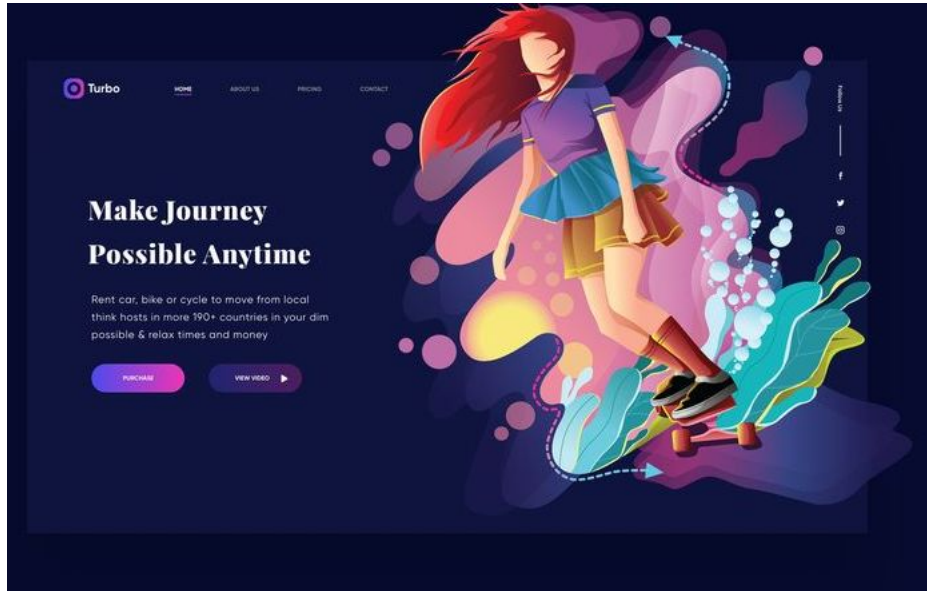 Turbo
HOME ABOUT US PRICING CONTACT
Follow Us
Make Journey
Possible Anytime
Rent car, bike or cycle to move from local
think hosts in more 190+ countries in your dim
possible & relax times and money
PURCHASE VIEW VIDEO